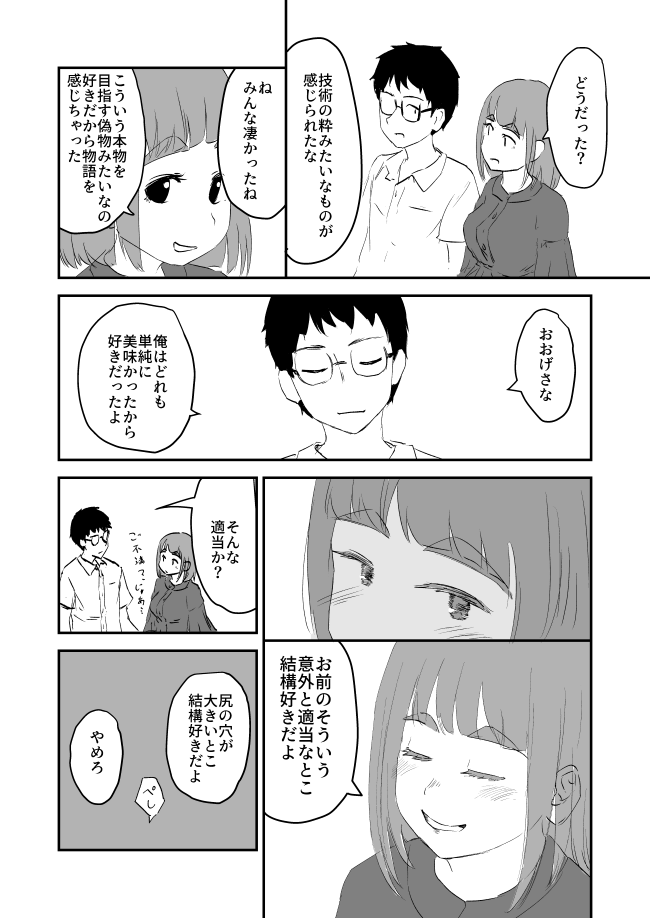 どうだった？
技術の粋みたいなものが
感じられたな
ね
みんな凄かったね
こういう本物を
目指す偽物みたいなの
好きだから物語を
感じちゃった
おおげさな
俺はどれも
単純に
美味かったから
好きだったよ
そんな
適当か？
お前のそういう
意外と適当なとこ
結構好きだよ
尻の穴が
大きいとこ
結構好きだよ
ぺし
やめろ